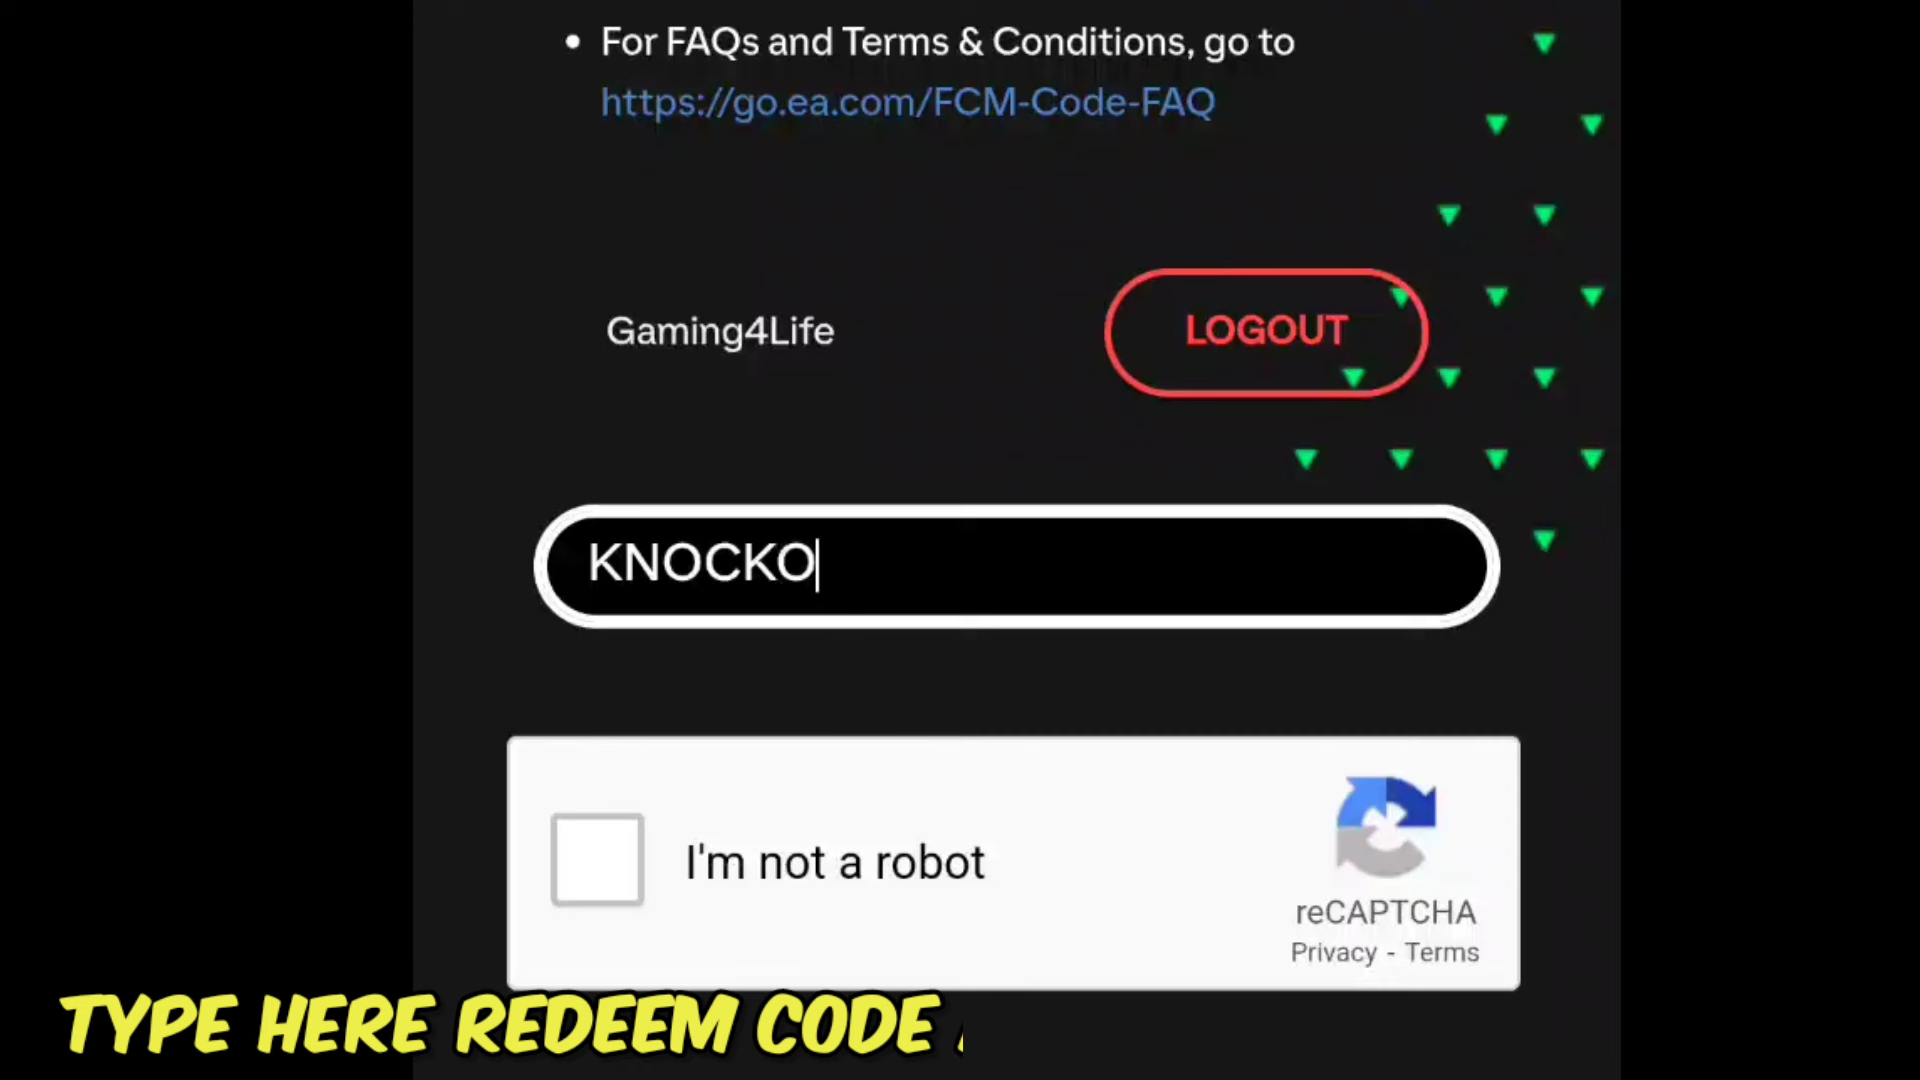 For FAQs and Terms & Conditions, go to
https://go.ea.com/FCM-Code-FAQ
Gaming4Life
LOGOUT
KNOCKO
I'm not a robot
reCAPTCHA
Privacy - Terms
TYPE HERE REDEEM CODE